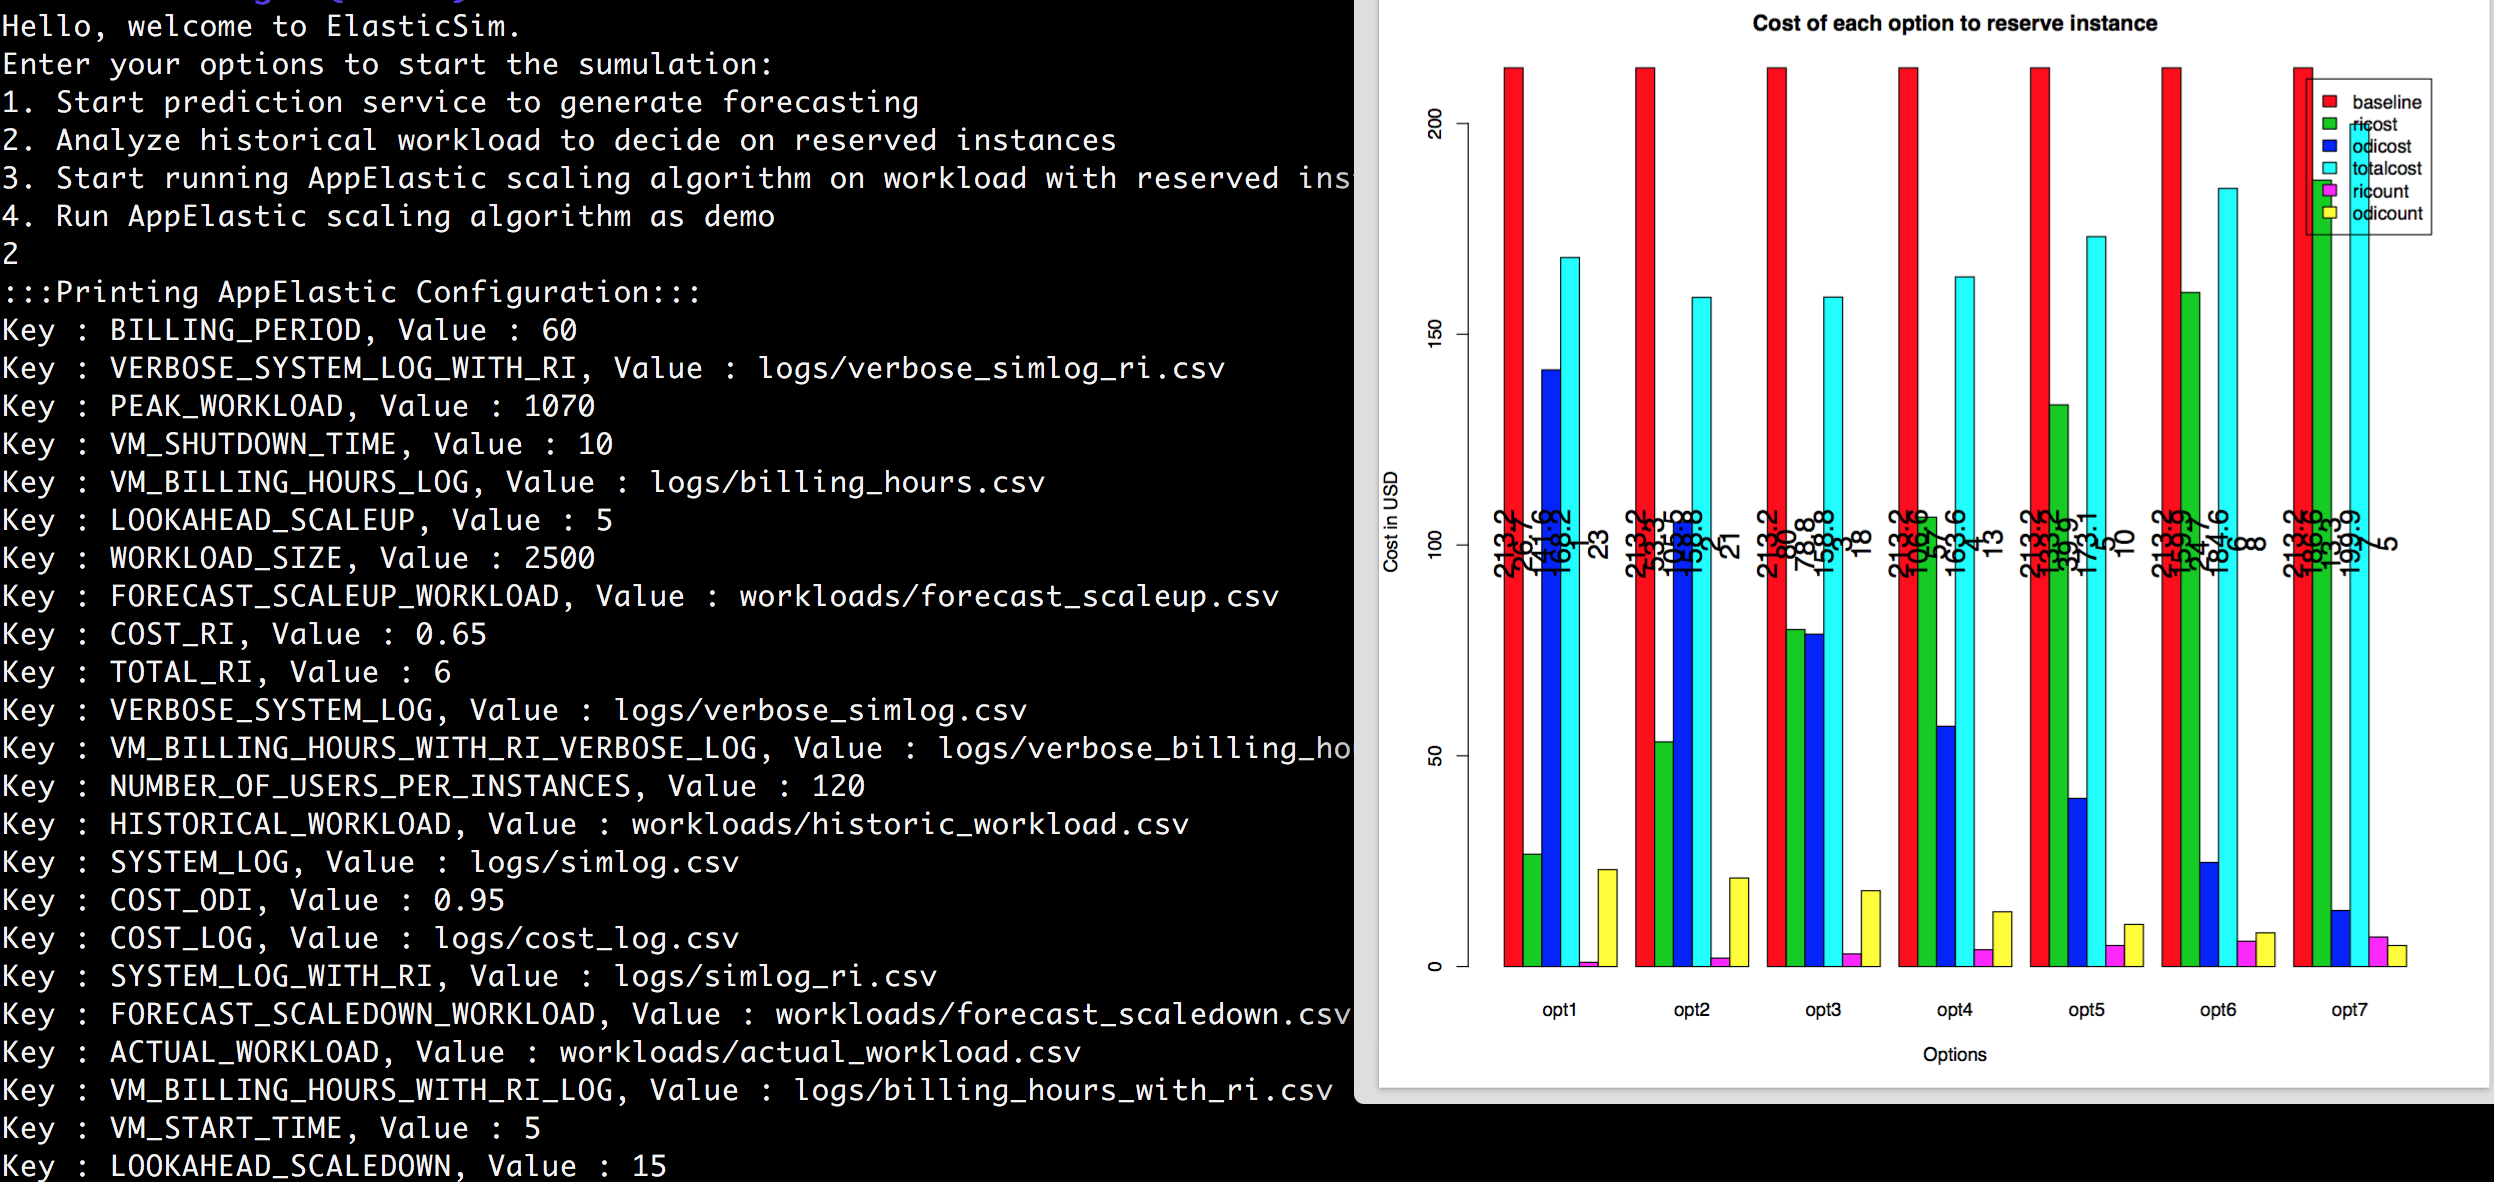 Hello, welcome to ElasticSim.
Enter your options to start the sumulation:
1. Start prediction service to generate forecasting
2. Analyze historical workload to decide on reserved instances
3. Start running AppElastic scaling algorithm on workload with reserved ins
4. Run AppElastic scaling algorithm as demo
2
:::Printing AppElastic Configuration:::
Key : BILLING_PERIOD, Value : 60
Key : VERBOSE_SYSTEM_LOG_WITH_RI, Value : logs/verbose_simlog_ri.csv
Key : PEAK_WORKLOAD, Value : 1070
Key : VM_SHUTDOWN_TIME, Value : 10
Key : VM_BILLING_HOURS_LOG, Value : logs/billing_hours.csv
Key : LOOKAHEAD_SCALEUP, Value : 5
Key : WORKLOAD_SIZE, Value : 2500
Key : FORECAST_SCALEUP_WORKLOAD, Value : workloads/forecast_scaleup.csv
Key : COST_RI, Value : 0.65
Key : TOTAL_RI, Value : 6
Key : VERBOSE_SYSTEM_LOG, Value : logs/verbose_simlog.csv
Key : VM_BILLING_HOURS_WITH_RI_VERBOSE_LOG, Value : logs/verbose_billing_ho
Key : NUMBER_OF_USERS_PER_INSTANCES, Value : 120
Key : HISTORICAL_WORKLOAD, Value : workloads/historic_workload.csv
Key : SYSTEM_LOG, Value : logs/simlog.csv
Key : COST_ODI, Value : 0.95
Key : COST_LOG, Value : logs/cost_log.csv
Key : SYSTEM_LOG_WITH_RI, Value : logs/simlog_ri.csv
Key : FORECAST_SCALEDOWN_WORKLOAD, Value : workloads/forecast_scaledown.csv
Key : ACTUAL_WORKLOAD, Value : workloads/actual_workload.csv
Key : VM_BILLING_HOURS_WITH_RI_LOG, Value : logs/billing_hours_with_ri.csv
Key : VM_START_TIME, Value : 5
Key : LOOKAHEAD_SCALEDOWN, Value : 15
Cost of each option to reserve instance
baseline
ricost
odicost
totalcost
ricount
odicount
Cost in USD
200
150
100
50
0
213.2 26.7 141.6 168.2 1 23
213.2 53.3 105.5 158.8 2 21
213.2 80 78.8 158.8 3 18
213.2 106.6 57 163.6 4 13
213.2 133.2 39.9 173.1 5 10
213.2 159.9 24.7 184.6 6 8
213.2 186.6 13.3 199.9 7 5
opt1 opt2 opt3 opt4 opt5 opt6 opt7
Options